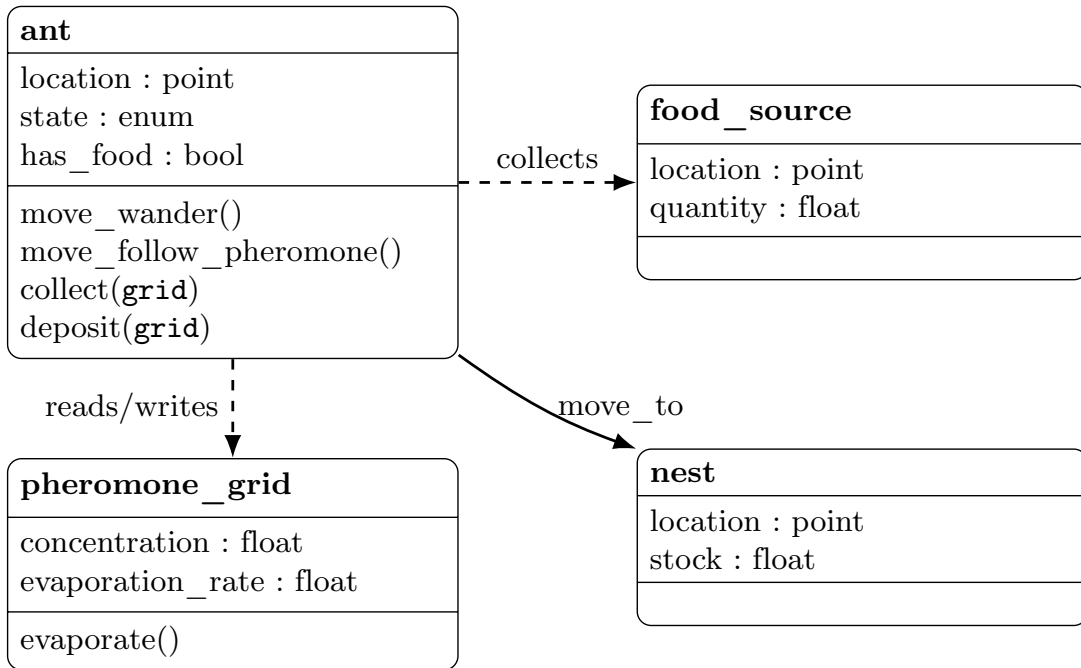 ant
location : point
state : enum
has_food : bool
move_wander()
move_follow_pheromone()
collect(grid)
deposit(grid)
collects
food_source
location : point
quantity : float
reads/writes
move_to
pheromone_grid
concentration : float
evaporation_rate : float
evaporate()
nest
location : point
stock : float